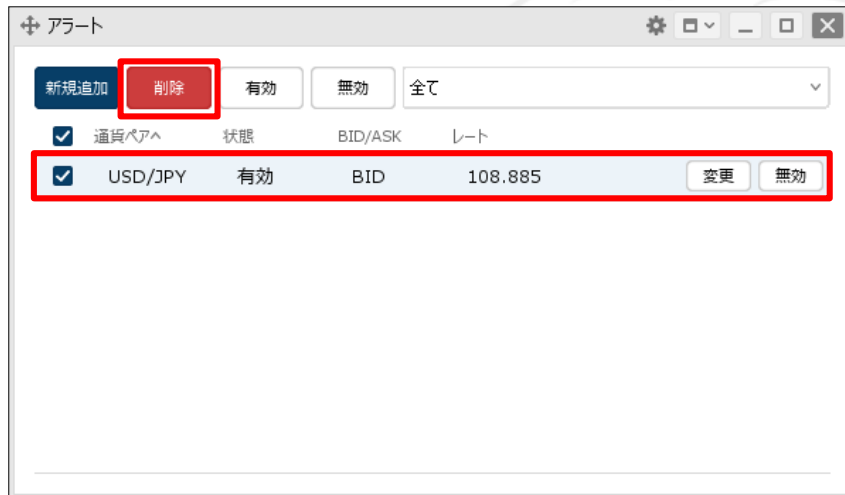 アラート
新規追加 削除 有効 無効 全て
通貨ペアへ 状態 BID/ASK レート
USD/JPY 有効 BID 108.885 変更 無効